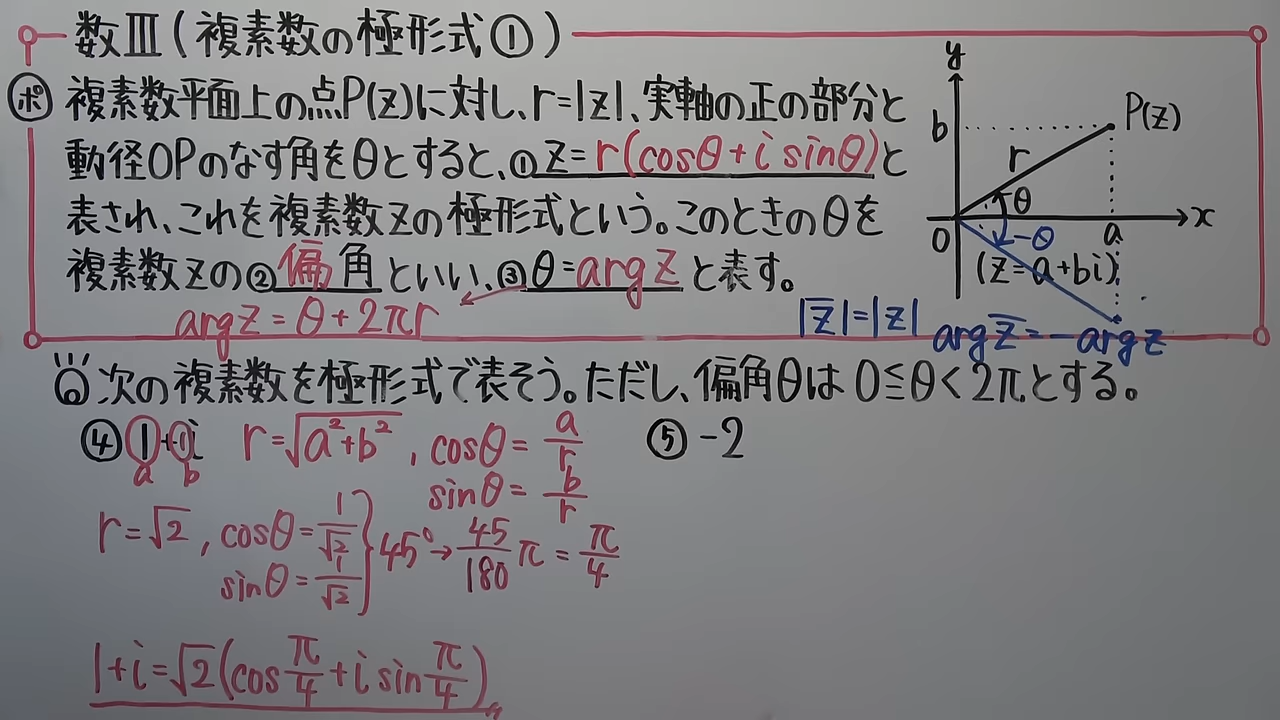 数Ⅲ(複素数の極形式①)
ポ 複素数平面上の点P(z)に対し、r=|z|、実軸の正の部分と
動径OPのなす角をθとすると、①z=r(cosθ+i sinθ)と
表され、これを複素数zの極形式という。このときのθを
複素数zの②偏角といい、③θ=arg zと表す。
arg z=θ+2πr
y
b
P(z)
r
θ
x
O
a
-θ
(z=a+bi)
|z̅|=|z| arg z̅=-arg z
Q 次の複素数を極形式で表そう。ただし、偏角θは0≦θ<2πとする。
④ 1+i r=√(a²+b²), cosθ=a/r
a b sinθ=b/r
⑤ -2
r=√2, cosθ=1/√2
sinθ=1/√2 } 45°→45/180 π=π/4
1+i=√2(cos π/4+i sin π/4)